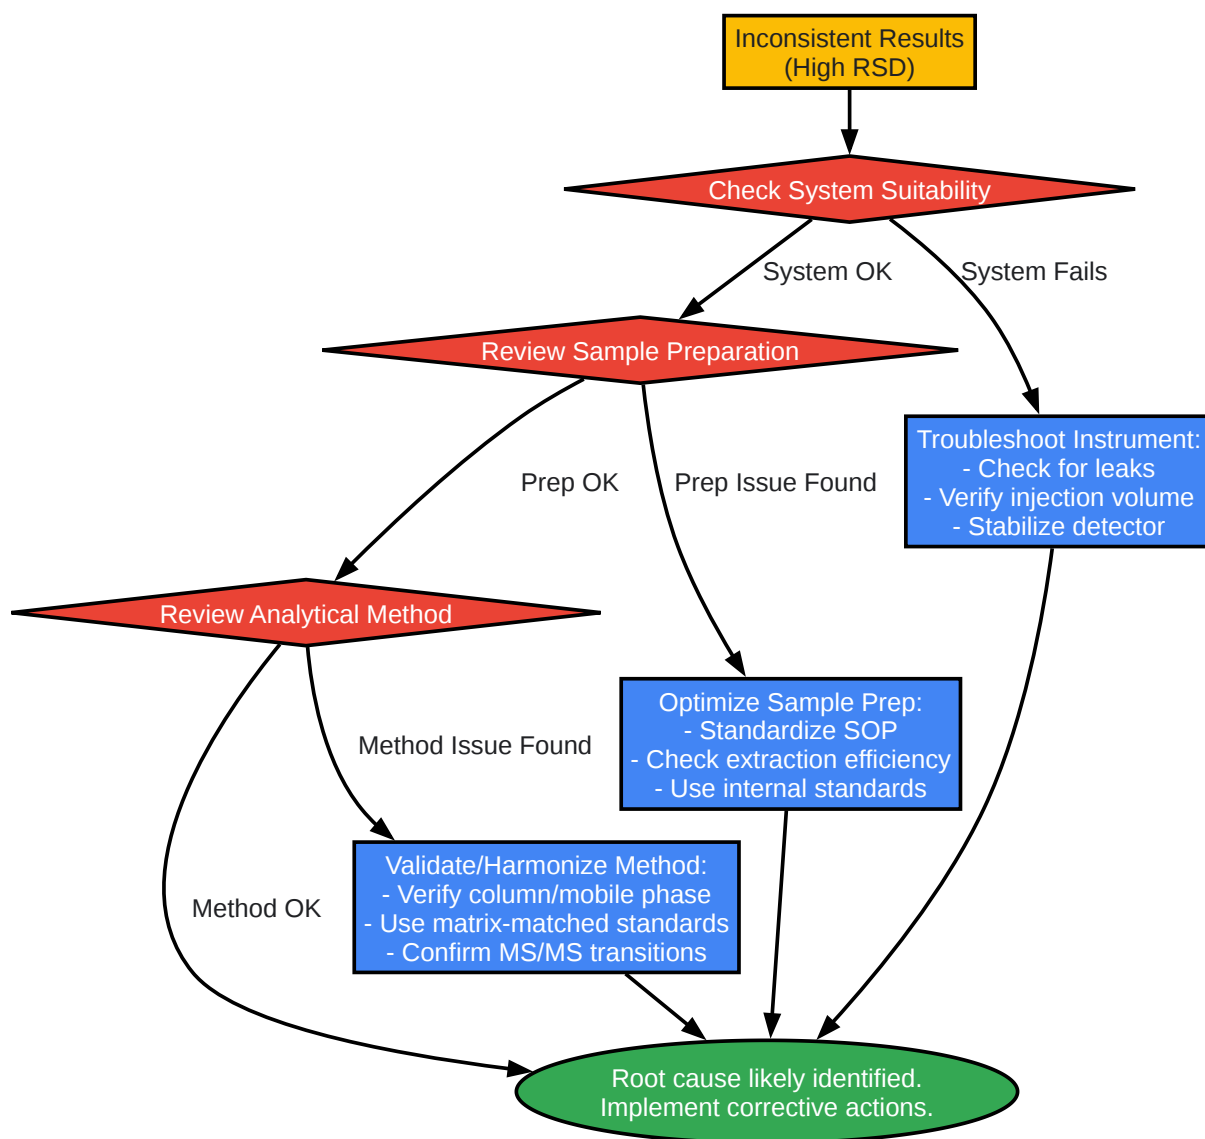 Inconsistent Results
(High RSD)
Check System Suitability
System OK
System Fails
Review Sample Preparation
Troubleshoot Instrument:
- Check for leaks
- Verify injection volume
- Stabilize detector
Prep OK
Prep Issue Found
Review Analytical Method
Optimize Sample Prep:
- Standardize SOP
- Check extraction efficiency
- Use internal standards
Method Issue Found
Validate/Harmonize Method:
- Verify column/mobile phase
- Use matrix-matched standards
- Confirm MS/MS transitions
Method OK
Root cause likely identified.
Implement corrective actions.